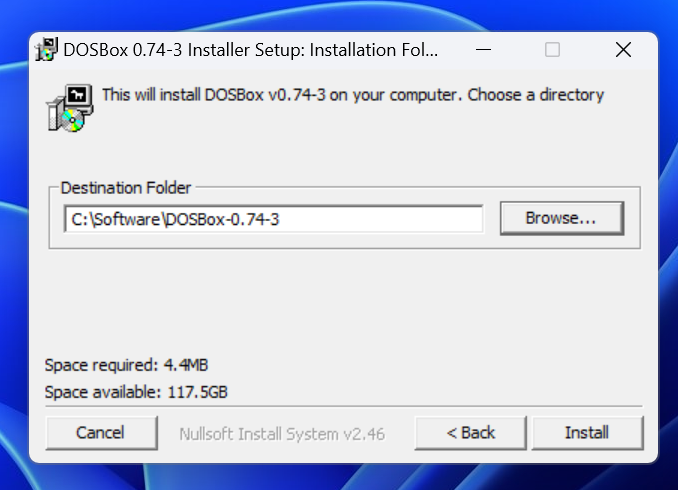 DOSBox 0.74-3 Installer Setup: Installation Fol...
This will install DOSBox v0.74-3 on your computer. Choose a directory
Destination Folder
C:\Software\DOSBox-0.74-3
Browse...
Space required: 4.4MB
Space available: 117.5GB
Cancel
Nullsoft Install System v2.46
< Back
Install